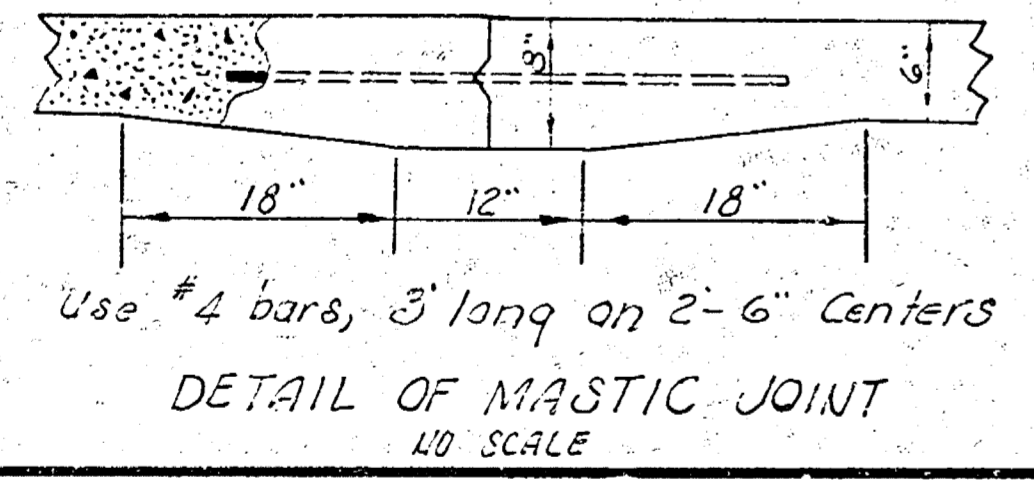 8"
6"
18" 12" 18"
Use #4 bars, 3' long on 2'-6" Centers
DETAIL OF MASTIC JOINT
NO SCALE